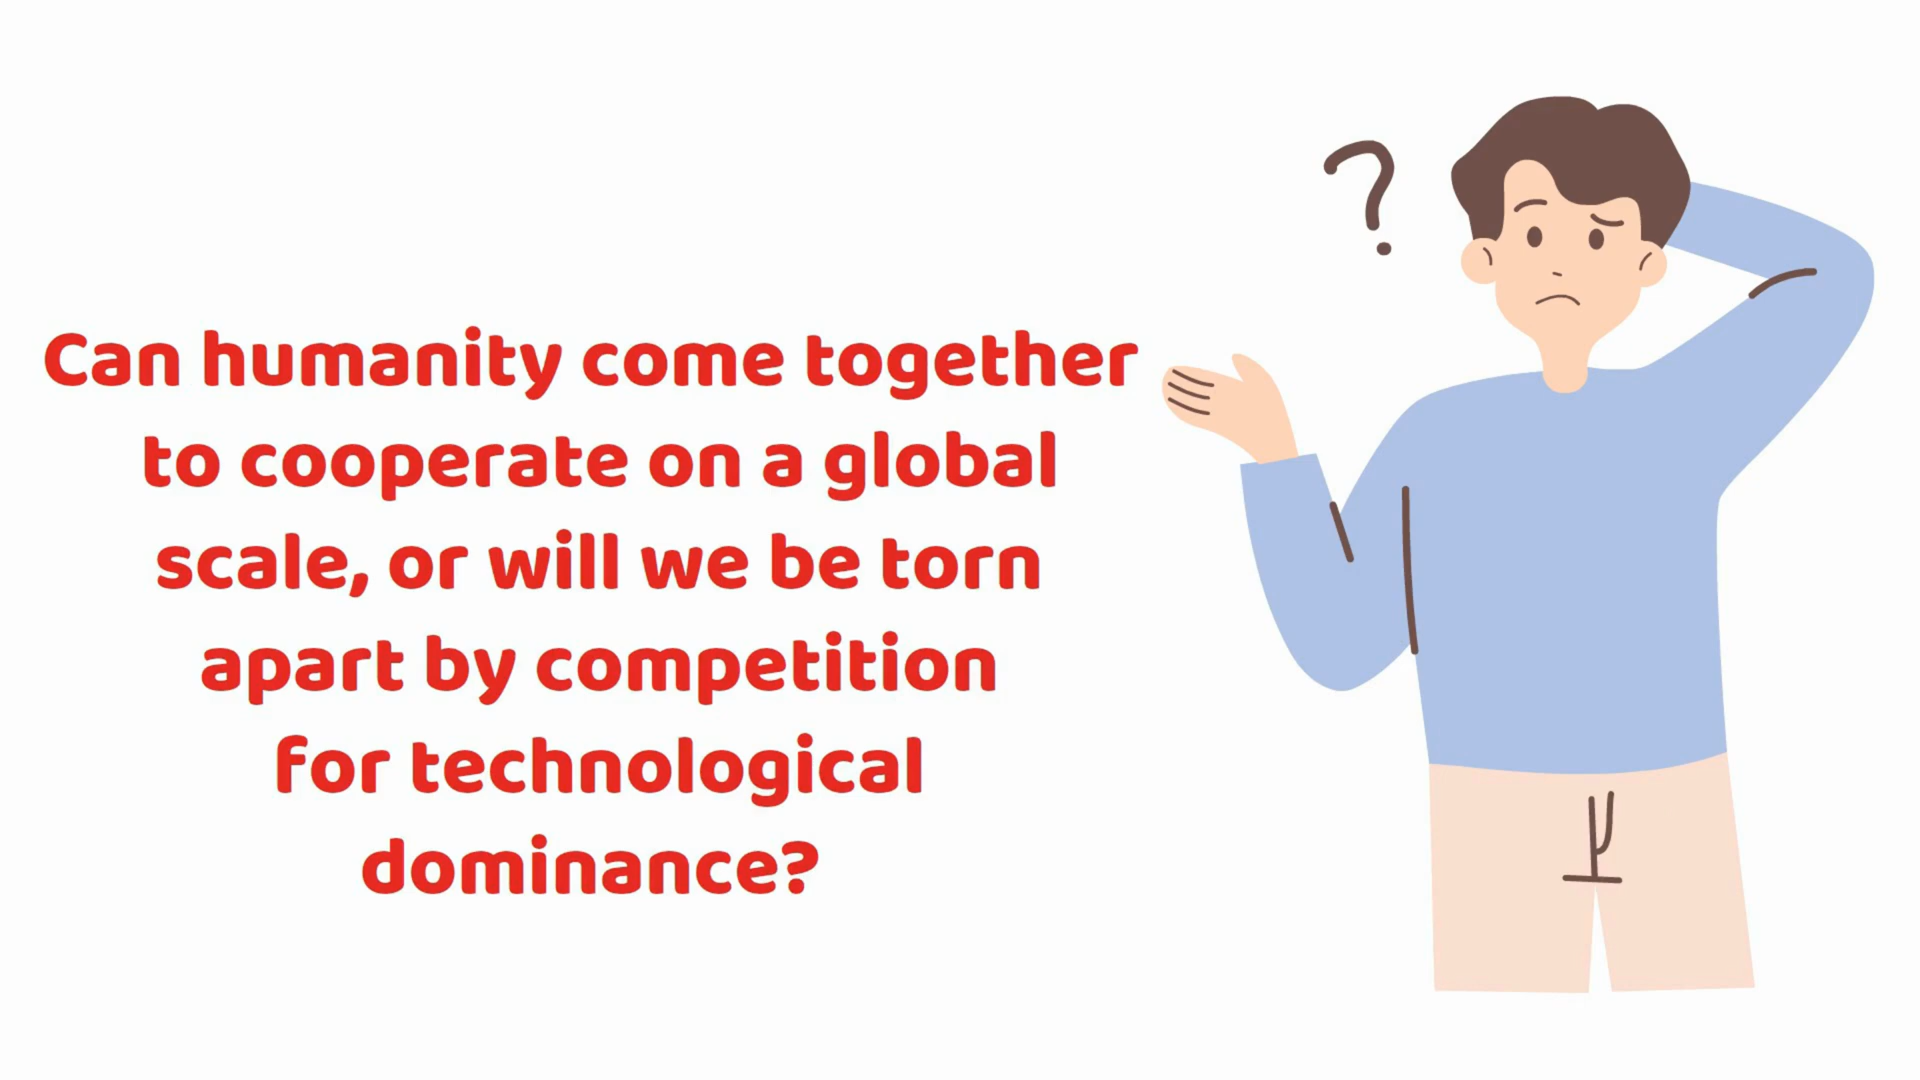 Can humanity come together
to cooperate on a global
scale, or will we be torn
apart by competition
for technological
dominance?
?